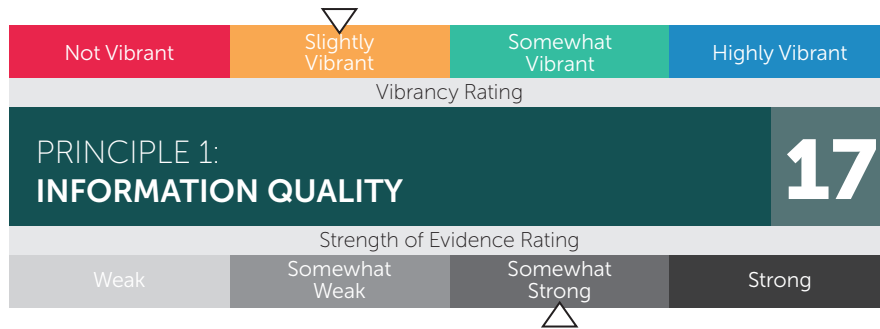 Not Vibrant
Slightly
Vibrant
Somewhat
Vibrant
Highly Vibrant
Vibrancy Rating
PRINCIPLE 1:
INFORMATION QUALITY
17
Strength of Evidence Rating
Weak
Somewhat
Weak
Somewhat
Strong
Strong